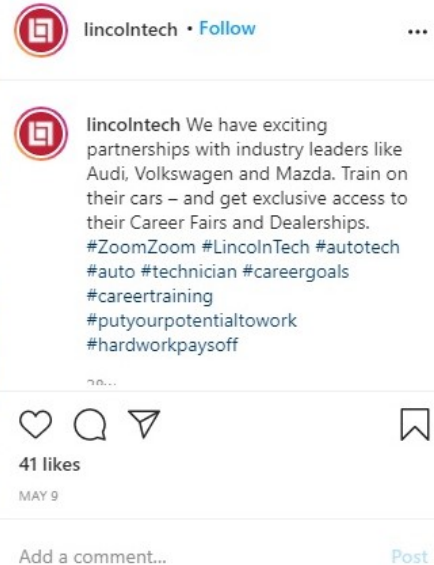 lincolntech • Follow
lincolntech We have exciting
partnerships with industry leaders like
Audi, Volkswagen and Mazda. Train on
their cars – and get exclusive access to
their Career Fairs and Dealerships.
#ZoomZoom #LincolnTech #autotech
#auto #technician #careergoals
#careertraining
#putyourpotentialtowork
#hardworkpaysoff
41 likes
MAY 9
Add a comment...
Post